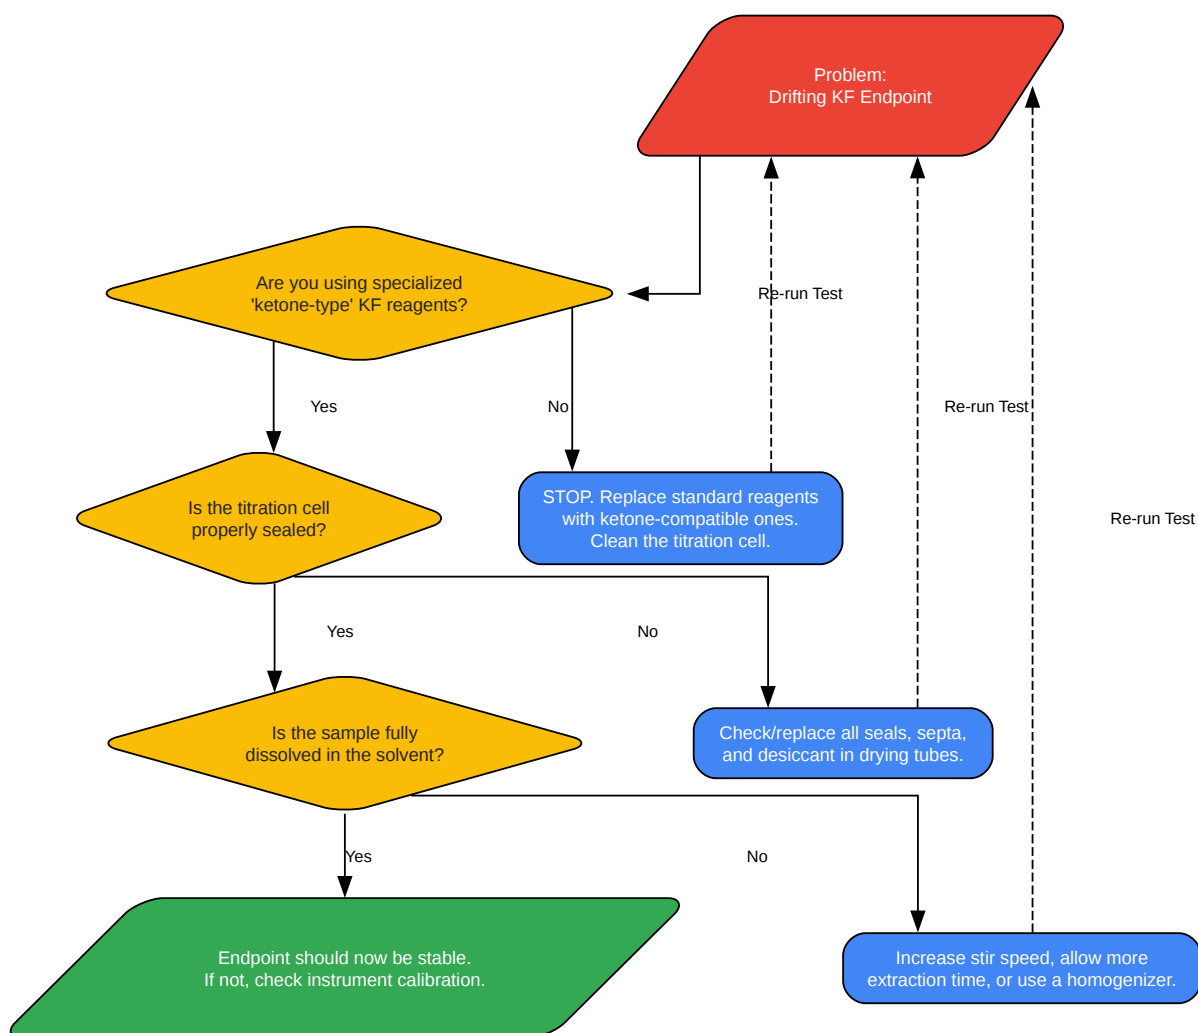 Problem:
Drifting KF Endpoint
Are you using specialized
'ketone-type' KF reagents?
Re-run Test
Yes
No
Re-run Test
Is the titration cell
properly sealed?
STOP. Replace standard reagents
with ketone-compatible ones.
Clean the titration cell.
Re-run Test
Yes
No
Is the sample fully
dissolved in the solvent?
Check/replace all seals, septa,
and desiccant in drying tubes.
Yes
No
Endpoint should now be stable.
If not, check instrument calibration.
Increase stir speed, allow more
extraction time, or use a homogenizer.